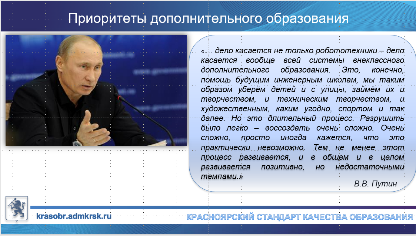 Приоритеты дополнительного образования
«… дело касается не только робототехники – дело
касается вообще всей системы внеклассного
дополнительного образования. Это, конечно,
помощь будущим инженерным школам, мы таким
образом уберём детей и с улицы, займём их и
творчеством, и техническим творчеством, и
художественным, каким угодно, спортом и так
далее. Но это длительный процесс. Разрушить
было легко – воссоздать очень сложно. Очень
сложно, просто иногда кажется, что это
практически невозможно. Тем не менее, этот
процесс развивается, и в общем и в целом
развивается позитивно, но недостаточными
темпами.»
В.В. Путин
krasobr.admkrsk.ru
КРАСНОЯРСКИЙ СТАНДАРТ КАЧЕСТВА ОБРАЗОВАНИЯ